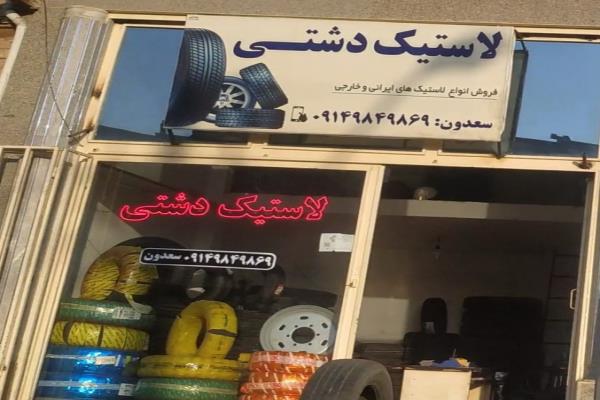 لاستیک دشتی
فروش انواع لاستیک های ایرانی و خارجی
سعدون: ۰۹۱۴۹۸۴۹۸۶۹
لاستیک دشتی
۰۹۱۴۹۸۴۹۸۶۹ سعدون